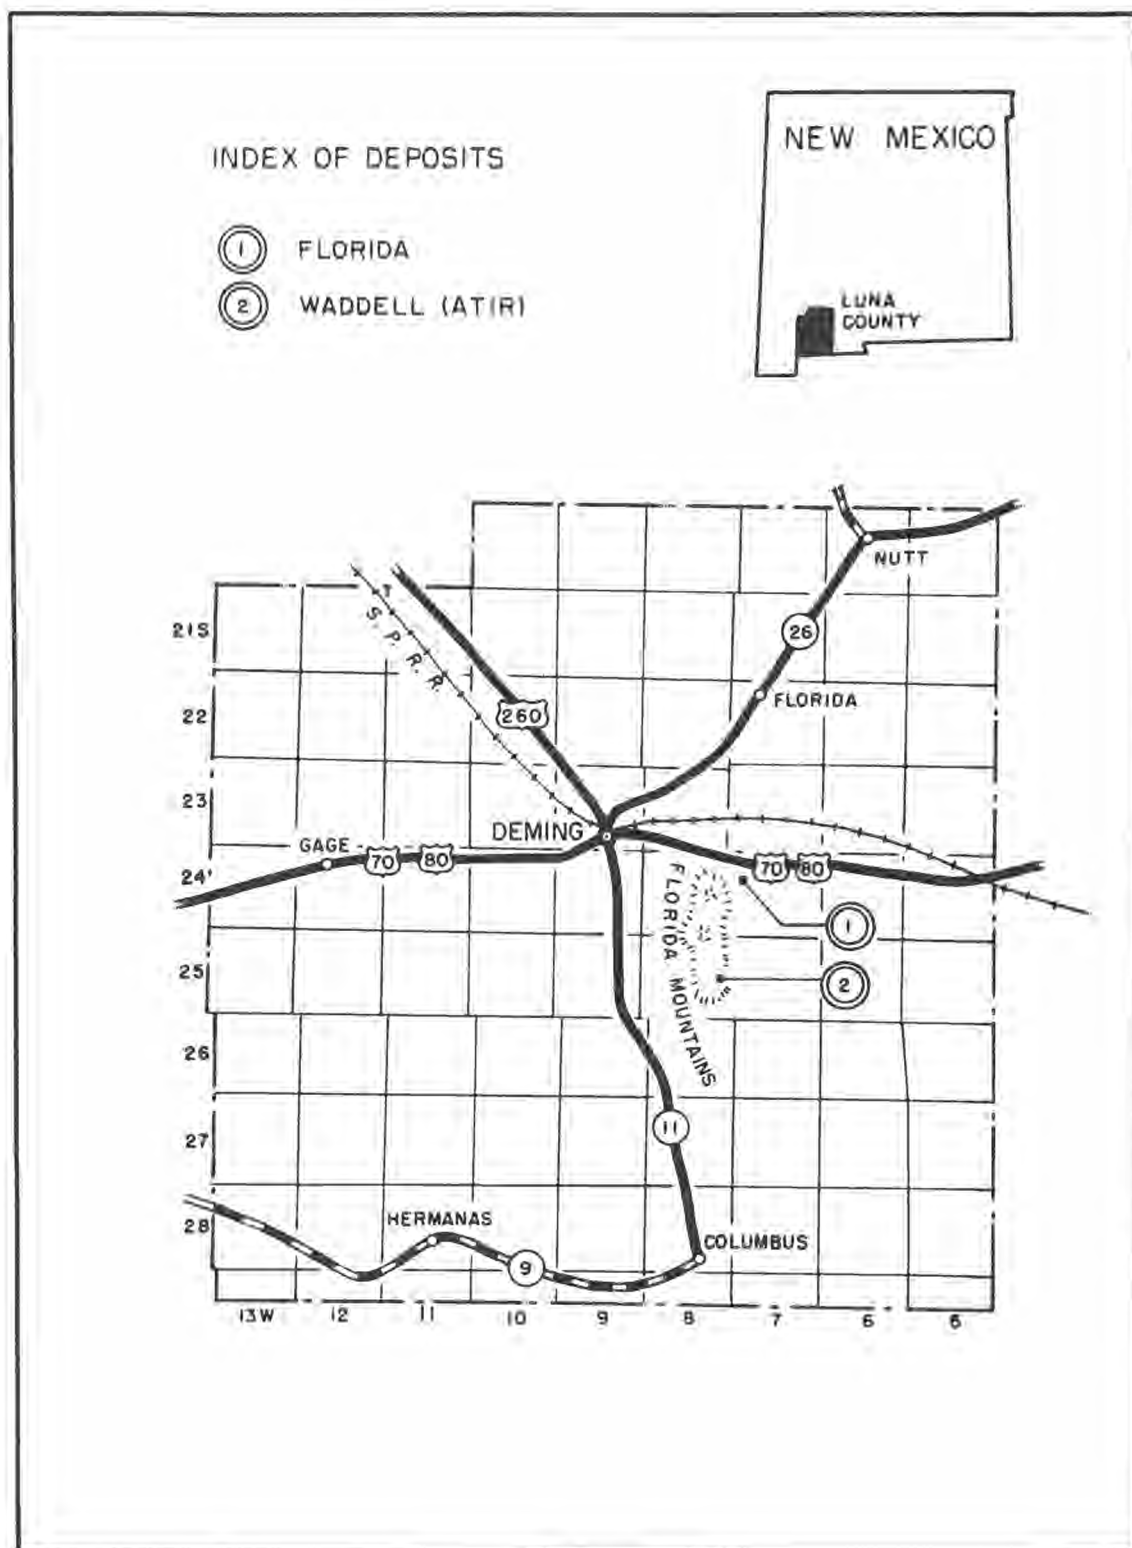 NEW MEXICO
INDEX OF DEPOSITS
1 FLORIDA
2 WADDELL (ATIR)
LUNA
COUNTY
NUTT
21S
S. P. R. R.
26
22
260
FLORIDA
23
DEMING
GAGE
70 80
70 80
24
FLORIDA MOUNTAINS
1
25
2
26
11
27
28
HERMANAS
COLUMBUS
9
13W 12 11 10 9 8 7 6 5